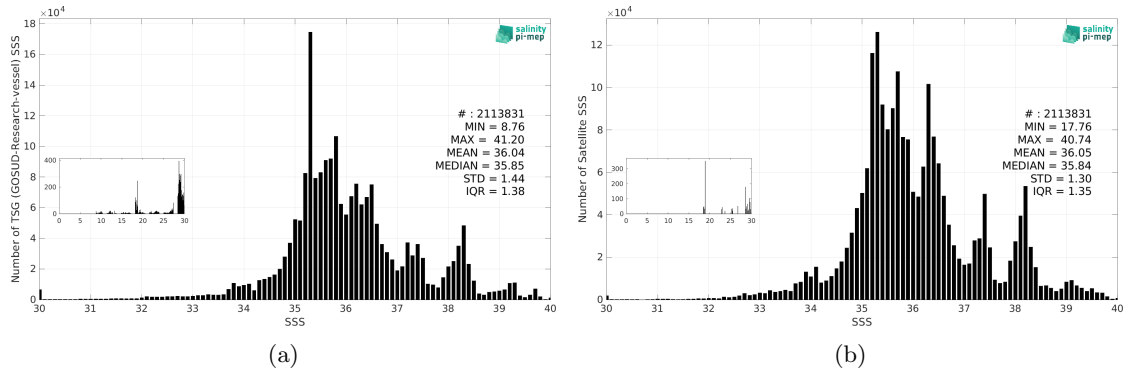 ×10⁴
18
16
14
12
10
8
6
4
2
0
Number of TSG (GOSUD-Research-vessel) SSS
salinity
pi-mep
# : 2113831
MIN = 8.76
MAX = 41.20
MEAN = 36.04
MEDIAN = 35.85
STD = 1.44
IQR = 1.38
400
200
0
0 5 10 15 20 25 30
30 31 32 33 34 35 36 37 38 39 40
SSS
(a)
×10⁴
12
10
8
6
4
2
0
Number of Satellite SSS
salinity
pi-mep
# : 2113831
MIN = 17.76
MAX = 40.74
MEAN = 36.05
MEDIAN = 35.84
STD = 1.30
IQR = 1.35
300
200
100
0
0 5 10 15 20 25 30
30 31 32 33 34 35 36 37 38 39 40
SSS
(b)